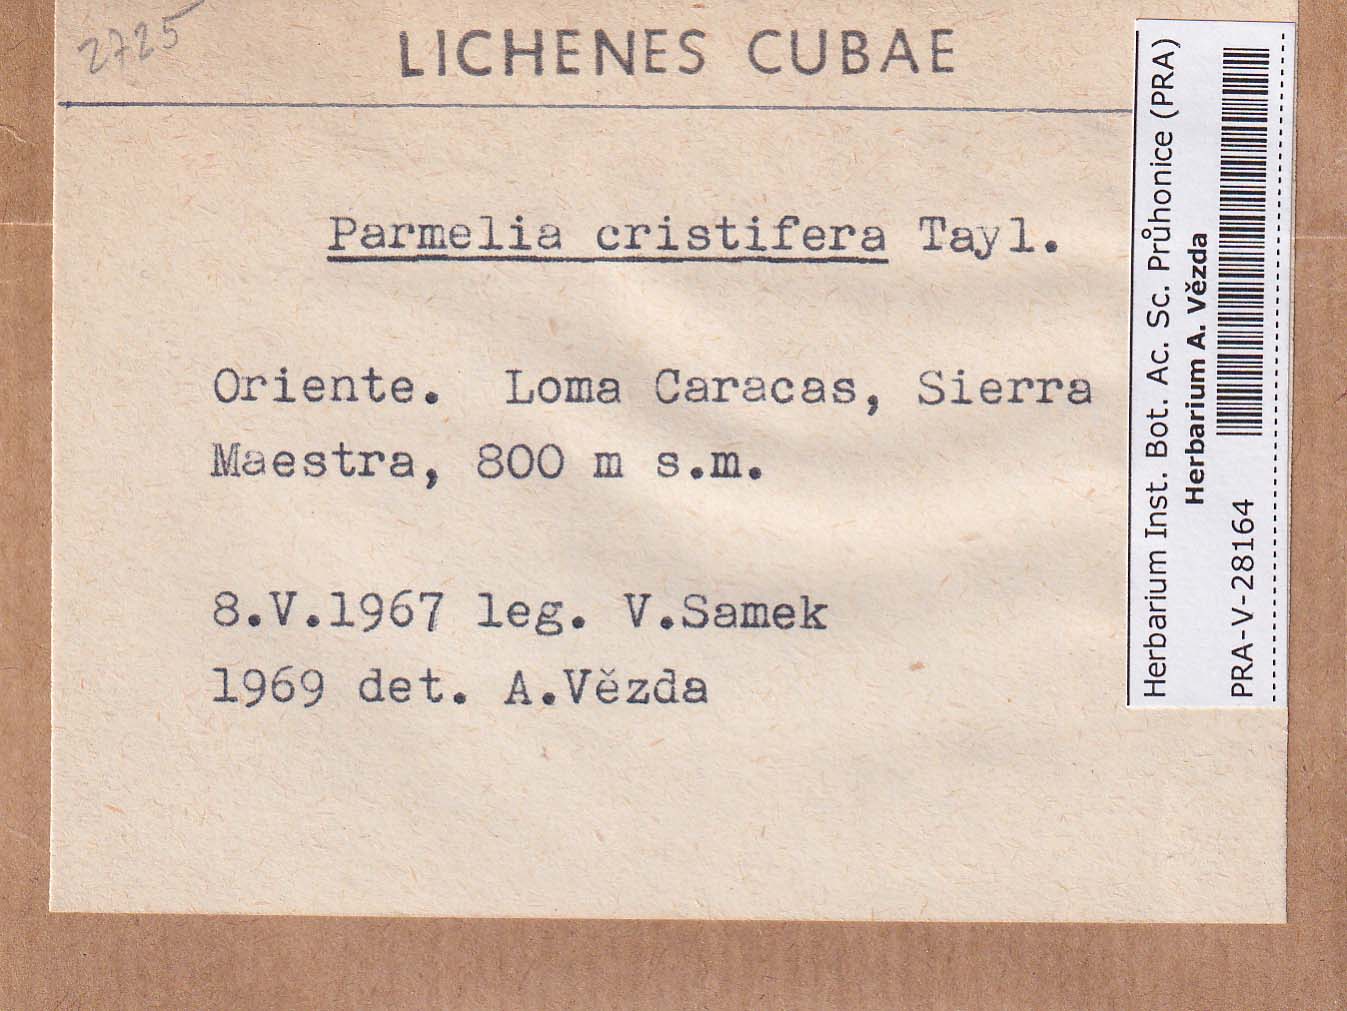 2725
LICHENES CUBAE
Parmelia cristifera Tayl.
Oriente. Loma Caracas, Sierra
Maestra, 800 m s.m.
8.V.1967 leg. V.Samek
1969 det. A.Vězda
Herbarium Inst. Bot. Ac. Sc. Průhonice (PRA)
Herbarium A. Vězda
PRA-V-28164